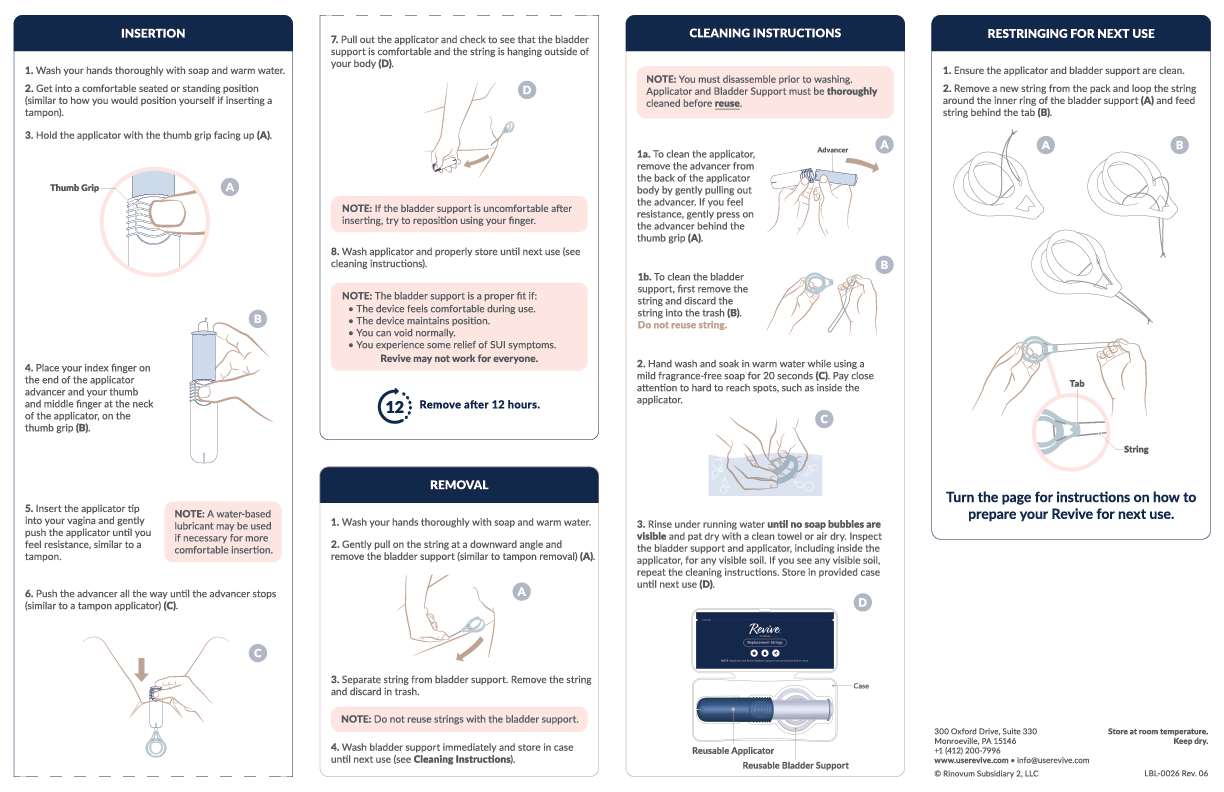 INSERTION
1. Wash your hands thoroughly with soap and warm water.
2. Get into a comfortable seated or standing position
(similar to how you would position yourself if inserting a
tampon).
3. Hold the applicator with the thumb grip facing up (A).
Thumb Grip
A
B
4. Place your index finger on
the end of the applicator
advancer and your thumb
and middle finger at the neck
of the applicator, on the
thumb grip (B).
5. Insert the applicator tip
into your vagina and gently
push the applicator until you
feel resistance, similar to a
tampon.
NOTE: A water-based
lubricant may be used
if necessary for more
comfortable insertion.
6. Push the advancer all the way until the advancer stops
(similar to a tampon applicator) (C).
C
7. Pull out the applicator and check to see that the bladder
support is comfortable and the string is hanging outside of
your body (D).
D
NOTE: If the bladder support is uncomfortable after
inserting, try to reposition using your finger.
8. Wash applicator and properly store until next use (see
cleaning instructions).
NOTE: The bladder support is a proper fit if:
• The device feels comfortable during use.
• The device maintains position.
• You can void normally.
• You experience some relief of SUI symptoms.
Revive may not work for everyone.
12
Remove after 12 hours.
REMOVAL
1. Wash your hands thoroughly with soap and warm water.
2. Gently pull on the string at a downward angle and
remove the bladder support (similar to tampon removal) (A).
A
3. Separate string from bladder support. Remove the string
and discard in trash.
NOTE: Do not reuse strings with the bladder support.
4. Wash bladder support immediately and store in case
until next use (see Cleaning Instructions).
CLEANING INSTRUCTIONS
NOTE: You must disassemble prior to washing.
Applicator and Bladder Support must be thoroughly
cleaned before reuse.
1a. To clean the applicator,
remove the advancer from
the back of the applicator
body by gently pulling out
the advancer. If you feel
resistance, gently press on
the advancer behind the
thumb grip (A).
Advancer
A
1b. To clean the bladder
support, first remove the
string and discard the
string into the trash (B).
Do not reuse string.
B
2. Hand wash and soak in warm water while using a
mild fragrance-free soap for 20 seconds (C). Pay close
attention to hard to reach spots, such as inside the
applicator.
C
3. Rinse under running water until no soap bubbles are
visible and pat dry with a clean towel or air dry. Inspect
the bladder support and applicator, including inside the
applicator, for any visible soil. If you see any visible soil,
repeat the cleaning instructions. Store in provided case
until next use (D).
D
Revive
Replacement Strings
Case
Reusable Applicator
Reusable Bladder Support
RESTRINGING FOR NEXT USE
1. Ensure the applicator and bladder support are clean.
2. Remove a new string from the pack and loop the string
around the inner ring of the bladder support (A) and feed
string behind the tab (B).
A
B
Tab
String
Turn the page for instructions on how to
prepare your Revive for next use.
300 Oxford Drive, Suite 330
Monroeville, PA 15146
+1 (412) 200-7996
www.userevive.com • info@userevive.com
© Rinovum Subsidiary 2, LLC
Store at room temperature.
Keep dry.
LBL-0026 Rev. 06